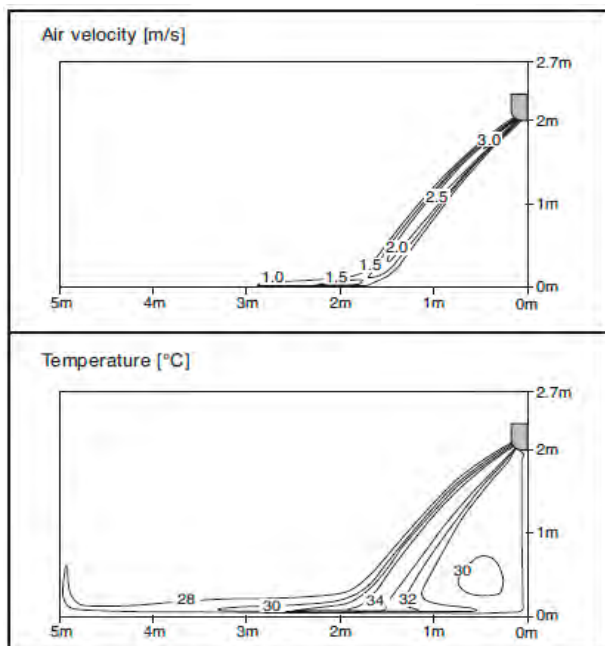 Air velocity [m/s]
2.7m
2m
3.0
2.5
1m
2.0
1.5
1.0 1.5
0m
5m 4m 3m 2m 1m 0m
Temperature [°C]
2.7m
2m
1m
30
28 30 34 32
0m
5m 4m 3m 2m 1m 0m